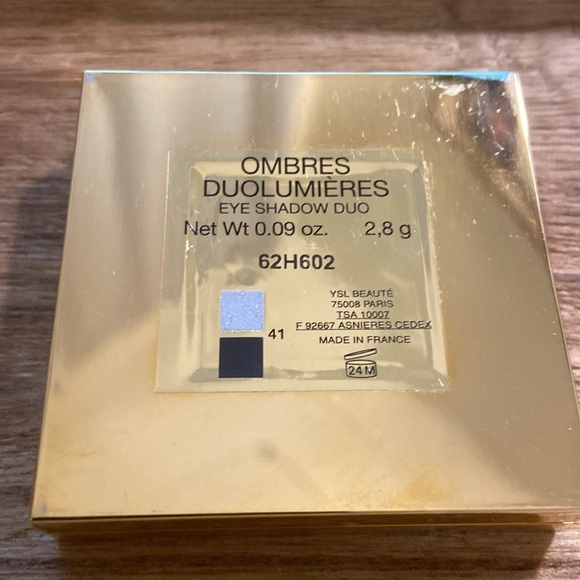 OMBRES
DUOLUMIÈRES
EYE SHADOW DUO
Net Wt 0.09 oz. 2,8 g
62H602
YSL BEAUTÉ
75008 PARIS
TSA 10007
F 92667 ASNIERES CEDEX
41
MADE IN FRANCE
24 M